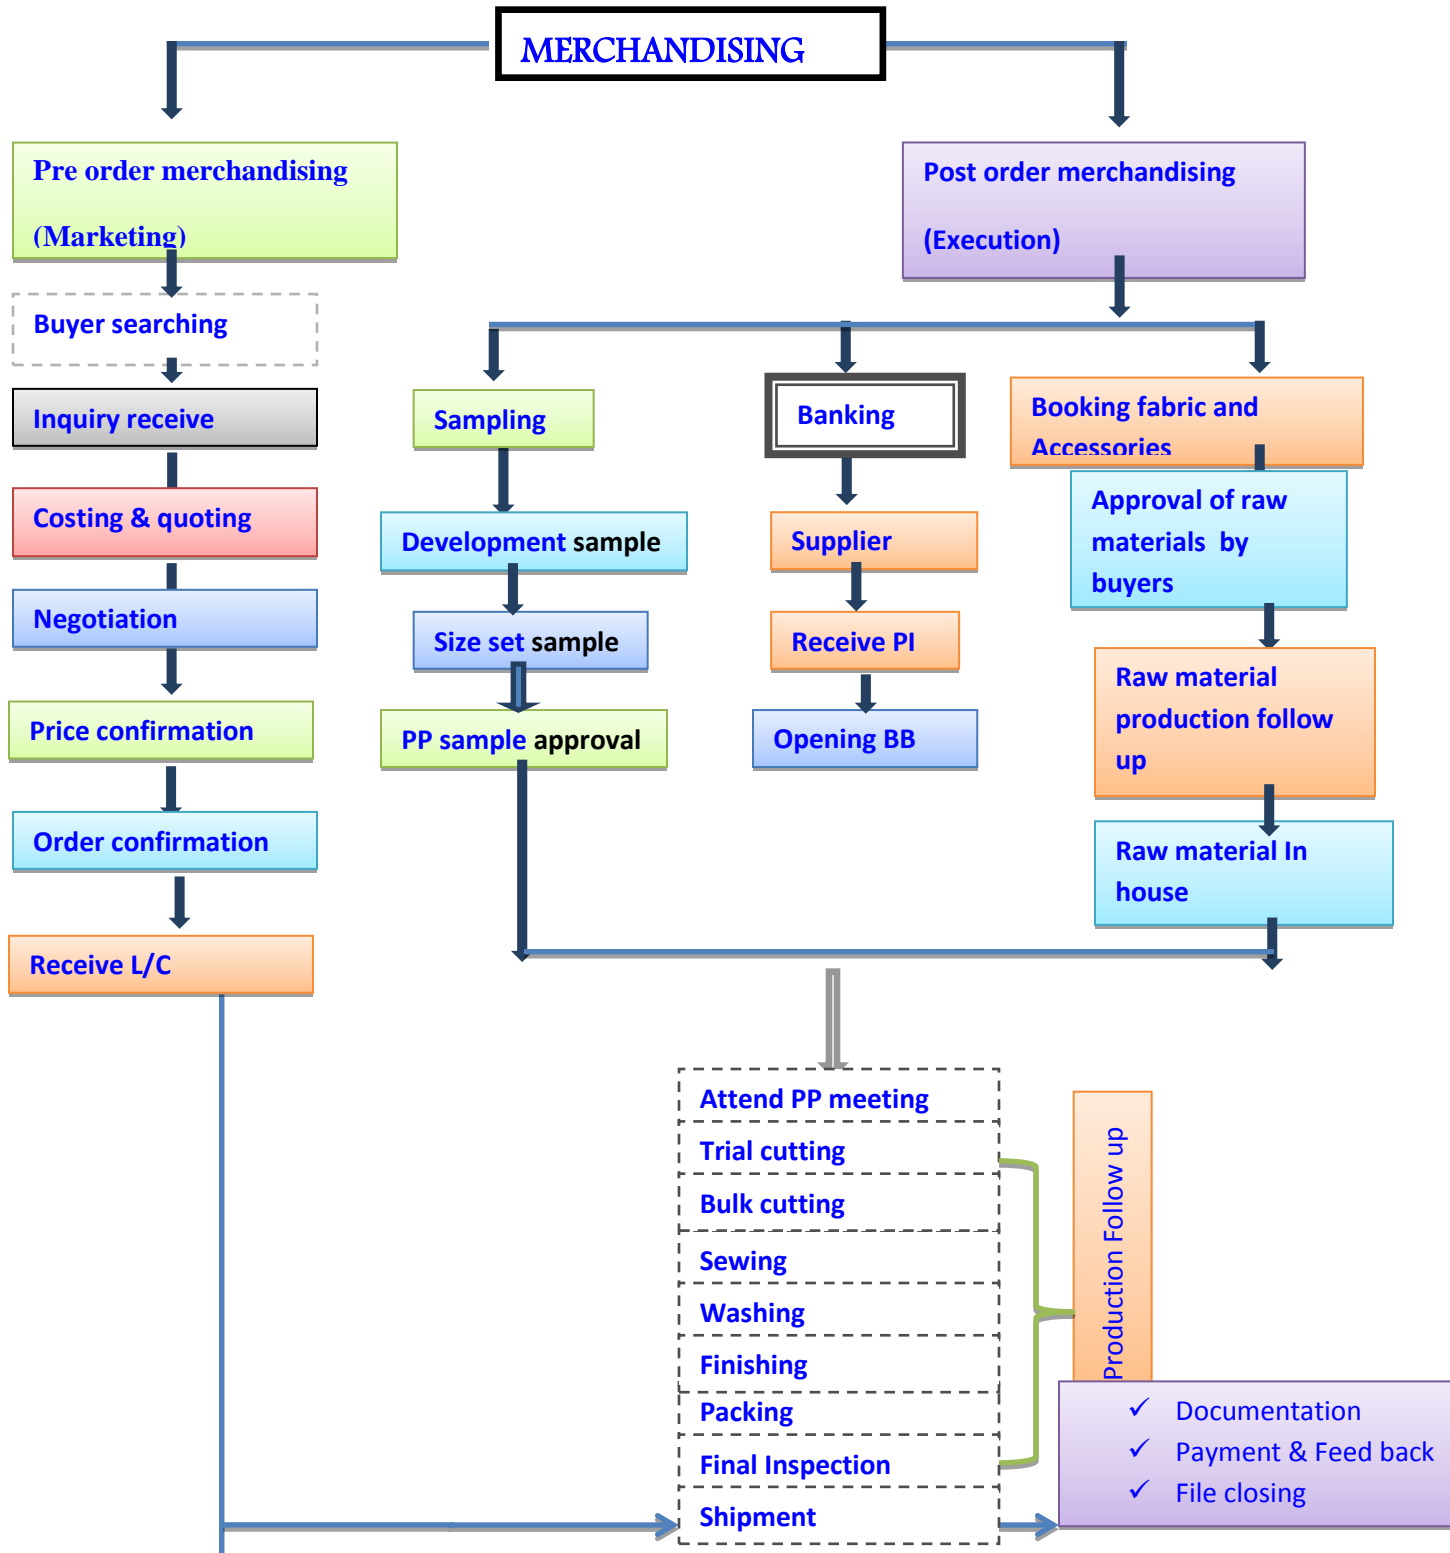 MERCHANDISING
Pre order merchandising
(Marketing)
Buyer searching
Inquiry receive
Costing & quoting
Negotiation
Price confirmation
Order confirmation
Receive L/C
Post order merchandising
(Execution)
Sampling
Development sample
Size set sample
PP sample approval
Banking
Supplier
Receive PI
Opening BB
Booking fabric and
Accessories
Approval of raw
materials by
buyers
Raw material
production follow
up
Raw material In
house
Attend PP meeting
Trial cutting
Bulk cutting
Sewing
Washing
Finishing
Packing
Final Inspection
Shipment
Production Follow up
✓ Documentation
✓ Payment & Feed back
✓ File closing